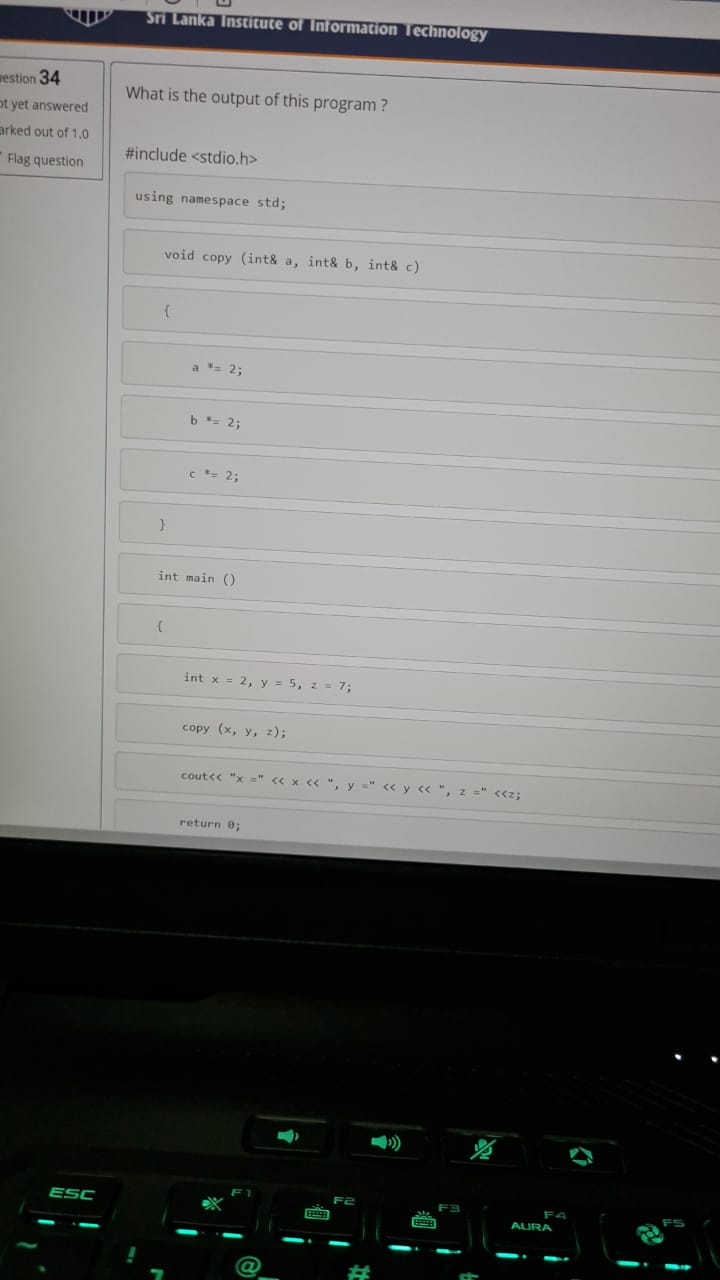 Sri Lanka Institute of Information Technology
estion 34
ot yet answered
arked out of 1.0
Flag question
What is the output of this program ?
#include <stdio.h>
using namespace std;
void copy (int& a, int& b, int& c)
{
a *= 2;
b *= 2;
c *= 2;
}
int main ()
{
int x = 2, y = 5, z = 7;
copy (x, y, z);
cout<< "x =" << x << ", y =" << y << ", z =" <<z;
return 0;
ESC
F1
F2
F3
F4
AURA
F5
~
!
1
@
#